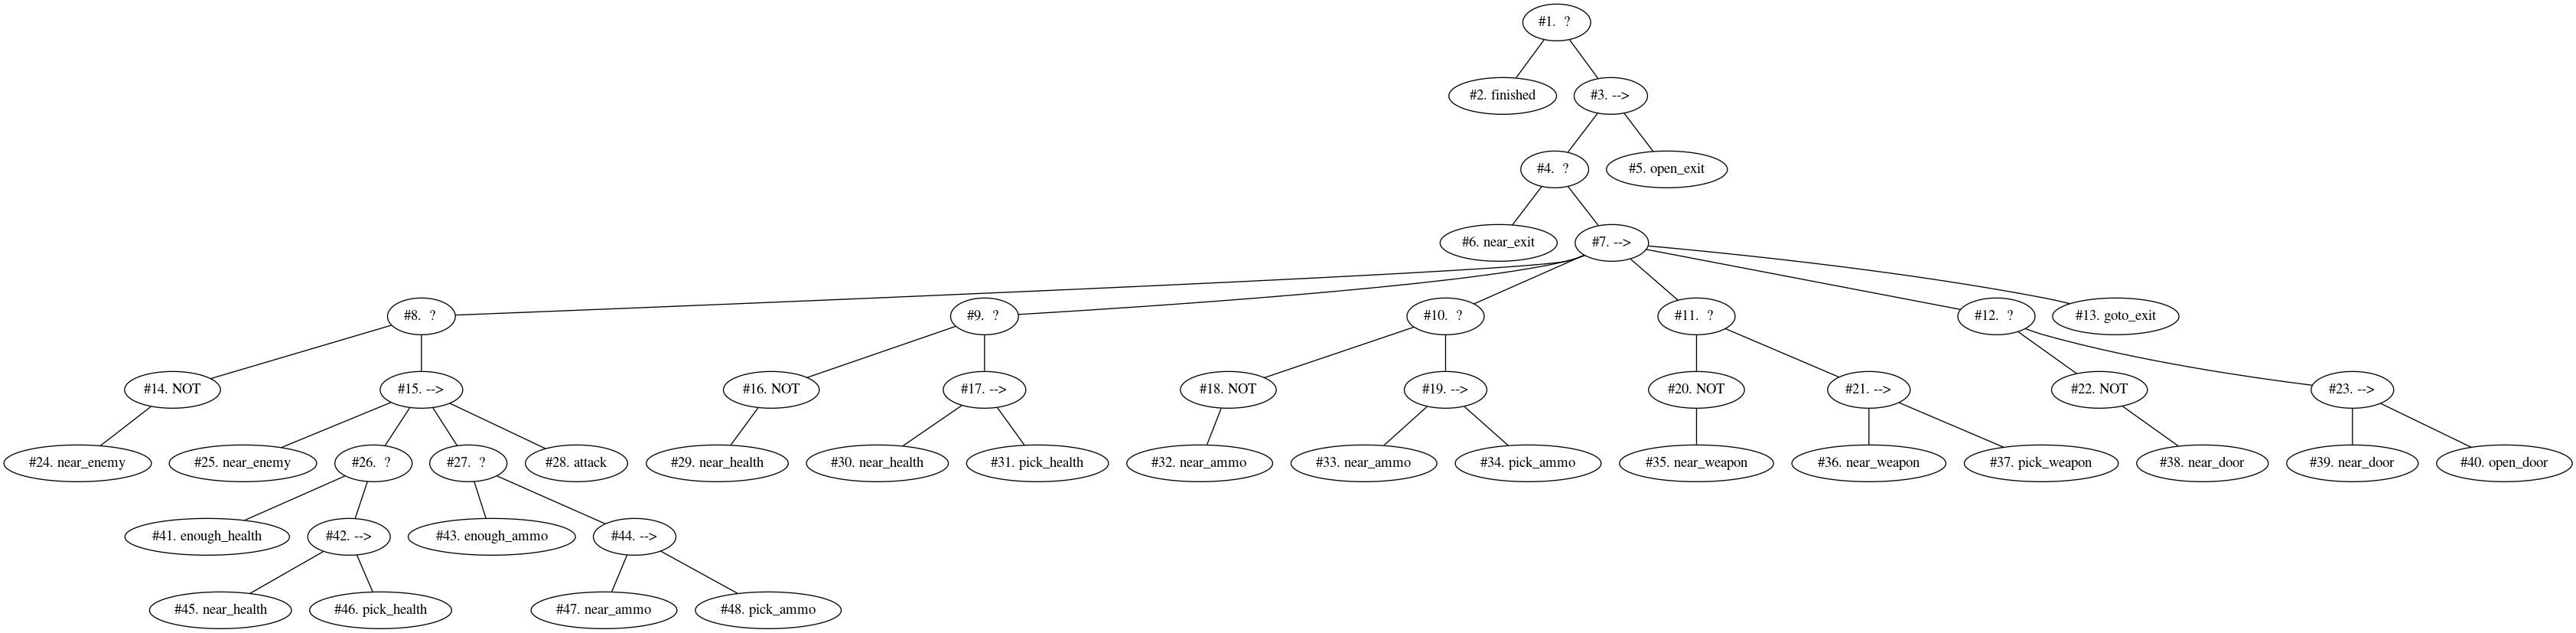 #1. ?
#2. finished
#3. -->
#4. ?
#5. open_exit
#6. near_exit
#7. -->
#8. ?
#9. ?
#10. ?
#11. ?
#12. ?
#13. goto_exit
#14. NOT
#15. -->
#16. NOT
#17. -->
#18. NOT
#19. -->
#20. NOT
#21. -->
#22. NOT
#23. -->
#24. near_enemy
#25. near_enemy
#26. ?
#27. ?
#28. attack
#29. near_health
#30. near_health
#31. pick_health
#32. near_ammo
#33. near_ammo
#34. pick_ammo
#35. near_weapon
#36. near_weapon
#37. pick_weapon
#38. near_door
#39. near_door
#40. open_door
#41. enough_health
#42. -->
#43. enough_ammo
#44. -->
#45. near_health
#46. pick_health
#47. near_ammo
#48. pick_ammo